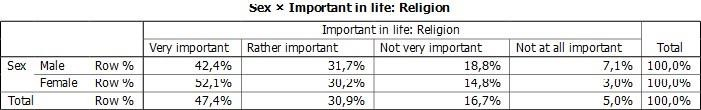 Sex × Important in life: Religion
Important in life: Religion
Very important Rather important Not very important Not at all important Total
Sex Male Row % 42,4% 31,7% 18,8% 7,1% 100,0%
Female Row % 52,1% 30,2% 14,8% 3,0% 100,0%
Total Row % 47,4% 30,9% 16,7% 5,0% 100,0%